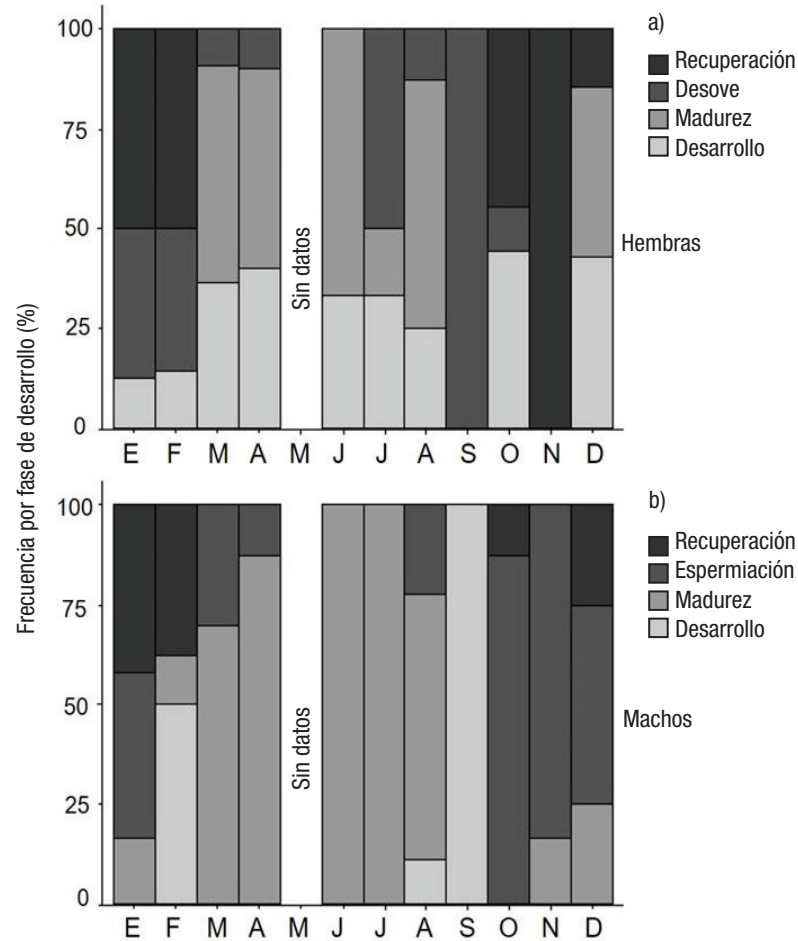 Frecuencia por fase de desarrollo (%)
100
75
50
25
0
Sin datos
E F M A M J J A S O N D
a)
Recuperación
Desove
Madurez
Desarrollo
Hembras
100
75
50
25
0
Sin datos
E F M A M J J A S O N D
b)
Recuperación
Espermiación
Madurez
Desarrollo
Machos